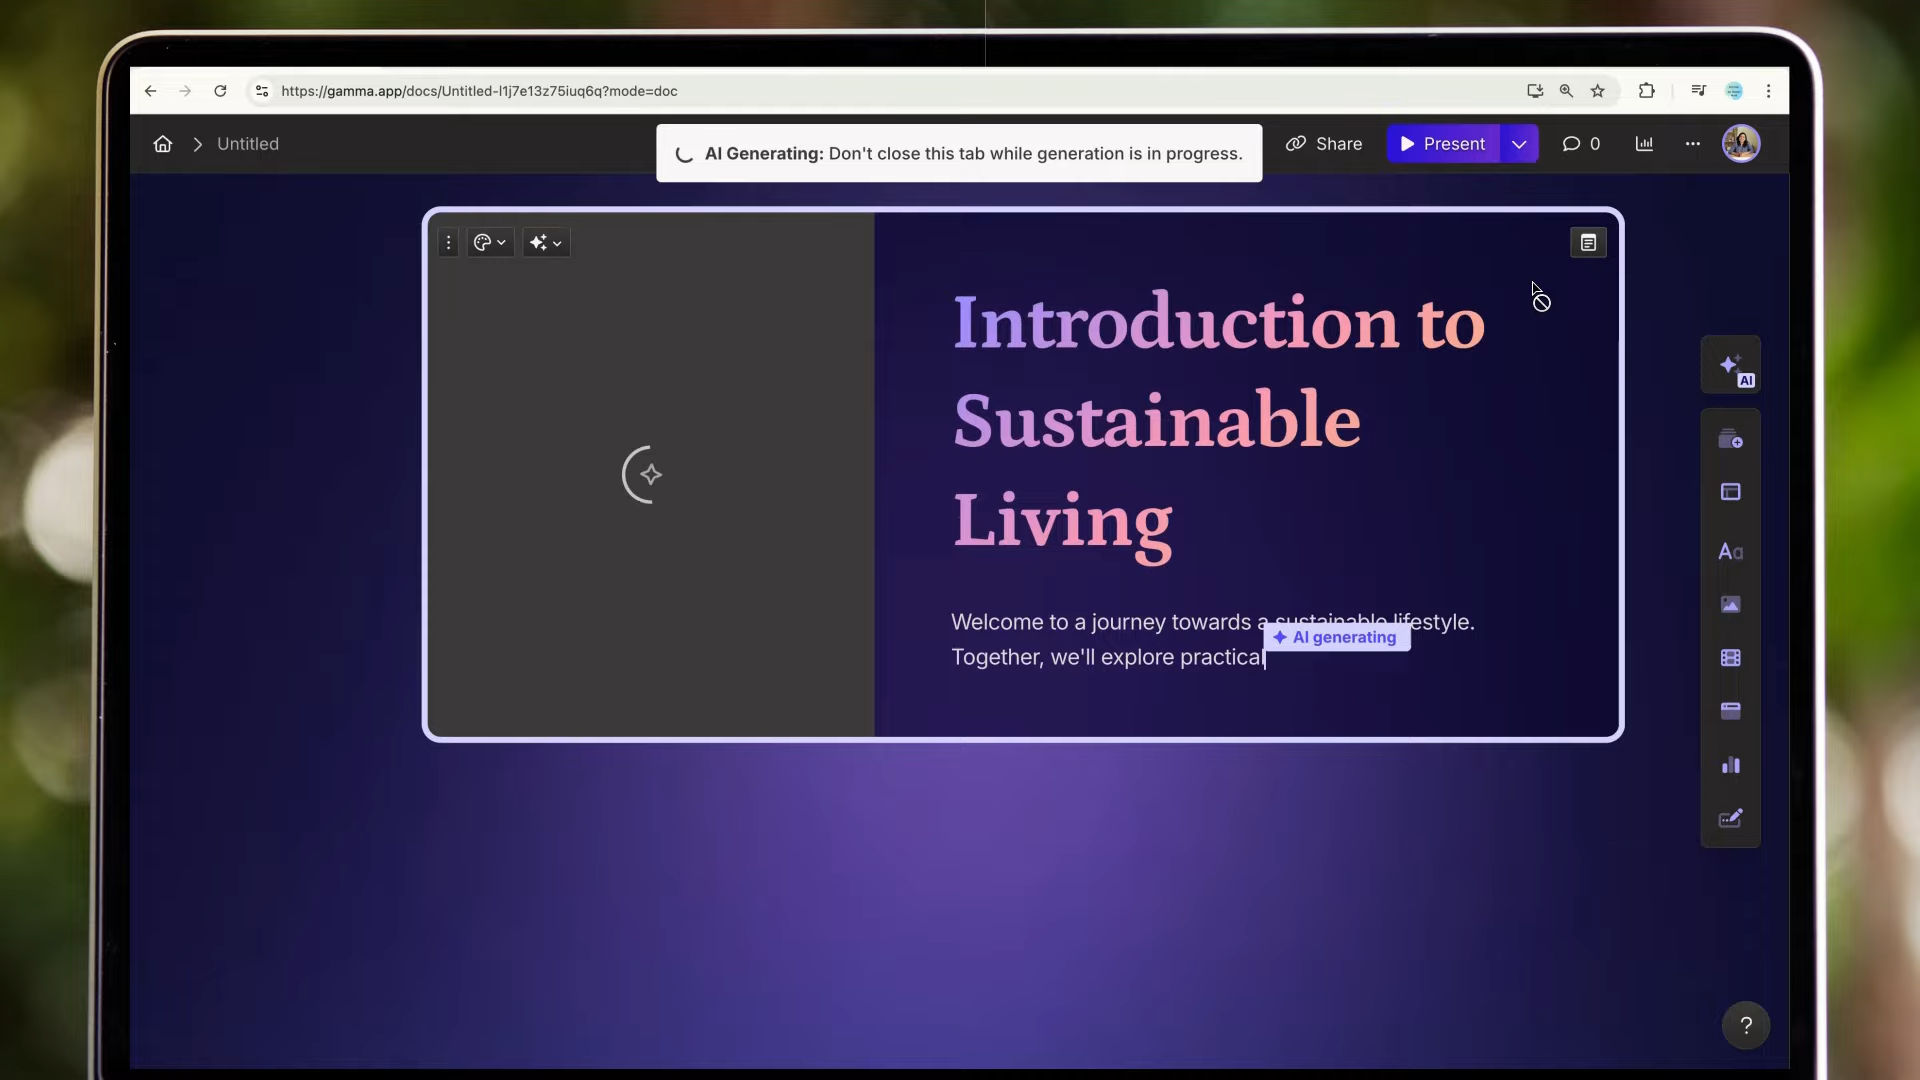 https://gamma.app/docs/Untitled-l1j7e13z75iuq6q?mode=doc
Untitled
AI Generating: Don't close this tab while generation is in progress.
Share
Present
0
Introduction to
Sustainable
Living
Welcome to a journey towards a sustainable lifestyle.
AI generating
Together, we'll explore practical
AI
Aa
?